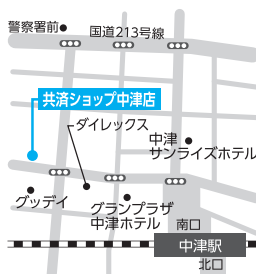 警察署前
国道213号線
共済ショップ中津店
ダイレックス
中津
サンライズホテル
グッデイ
グランプラザ
中津ホテル
南口
中津駅
北口